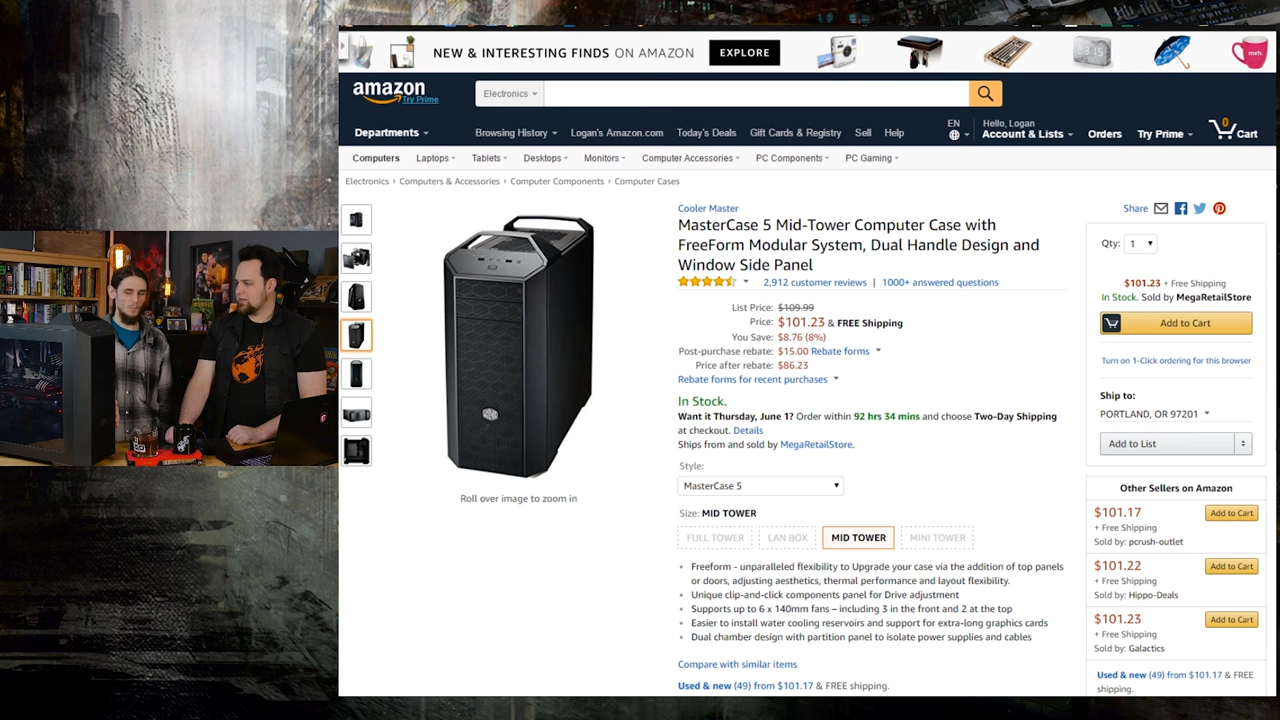 NEW & INTERESTING FINDS ON AMAZON
EXPLORE
meh.
amazon
Try Prime
Electronics
Departments
Browsing History
Logan's Amazon.com
Today's Deals
Gift Cards & Registry
Sell
Help
EN
Hello, Logan
Account & Lists
Orders
Try Prime
0
Cart
Computers
Laptops
Tablets
Desktops
Monitors
Computer Accessories
PC Components
PC Gaming
Electronics › Computers & Accessories › Computer Components › Computer Cases
Cooler Master
MasterCase 5 Mid-Tower Computer Case with
FreeForm Modular System, Dual Handle Design and
Window Side Panel
2,912 customer reviews | 1000+ answered questions
List Price: $109.99
Price: $101.23 & FREE Shipping
You Save: $8.76 (8%)
Post-purchase rebate: $15.00 Rebate forms
Price after rebate: $86.23
Rebate forms for recent purchases
In Stock.
Want it Thursday, June 1? Order within 92 hrs 34 mins and choose Two-Day Shipping
at checkout. Details
Ships from and sold by MegaRetailStore.
Style:
MasterCase 5
Size: MID TOWER
FULL TOWER
LAN BOX
MID TOWER
MINI TOWER
• Freeform - unparalleled flexibility to Upgrade your case via the addition of top panels
or doors, adjusting aesthetics, thermal performance and layout flexibility.
• Unique clip-and-click components panel for Drive adjustment
• Supports up to 6 x 140mm fans – including 3 in the front and 2 at the top
• Easier to install water cooling reservoirs and support for extra-long graphics cards
• Dual chamber design with partition panel to isolate power supplies and cables
Compare with similar items
Used & new (49) from $101.17 & FREE shipping.
Roll over image to zoom in
Share
Qty: 1
$101.23 + Free Shipping
In Stock. Sold by MegaRetailStore
Add to Cart
Turn on 1-Click ordering for this browser
Ship to:
PORTLAND, OR 97201
Add to List
Other Sellers on Amazon
$101.17
Add to Cart
+ Free Shipping
Sold by: pcrush-outlet
$101.22
Add to Cart
+ Free Shipping
Sold by: Hippo-Deals
$101.23
Add to Cart
+ Free Shipping
Sold by: Galactics
Used & new (49) from $101.17 & FREE
shipping.